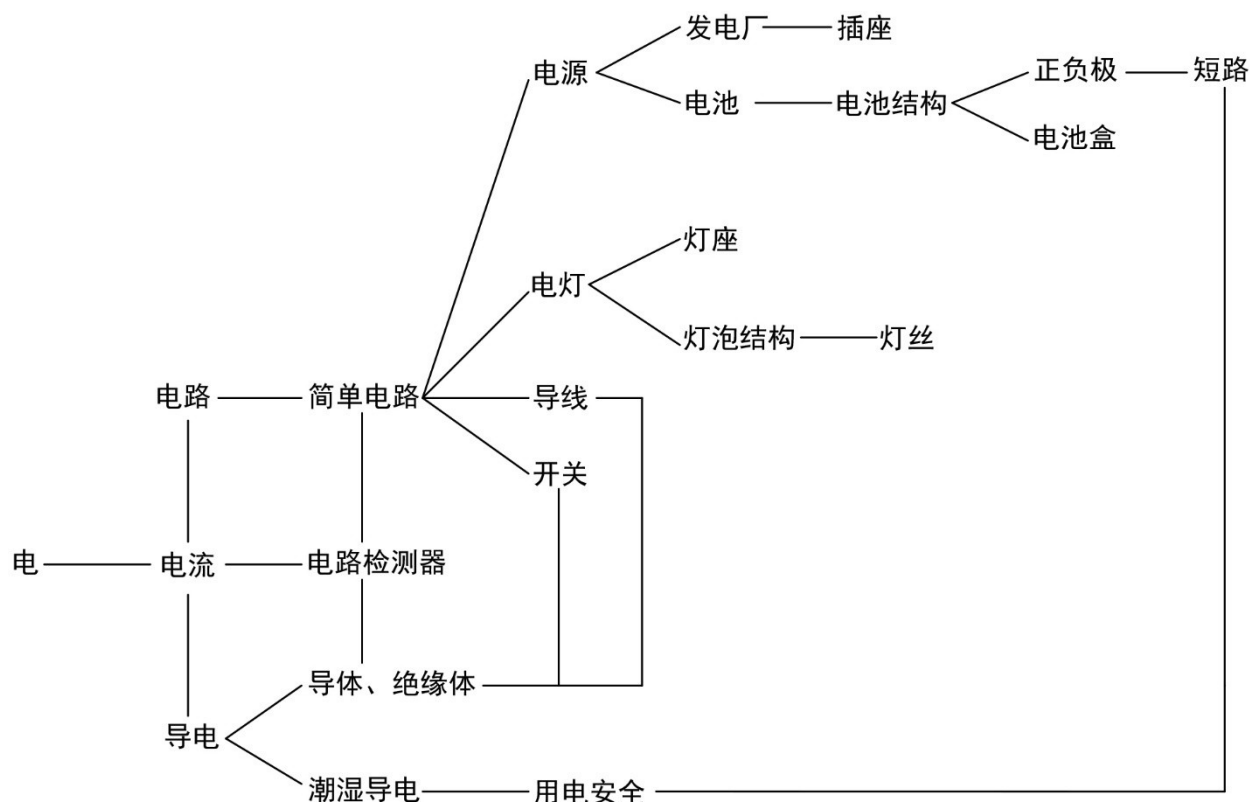 发电厂
插座
电源
正负极
短路
电池
电池结构
电池盒
灯座
电灯
灯泡结构
灯丝
电路
简单电路
导线
开关
电
电流
电路检测器
导体、绝缘体
导电
潮湿导电
用电安全